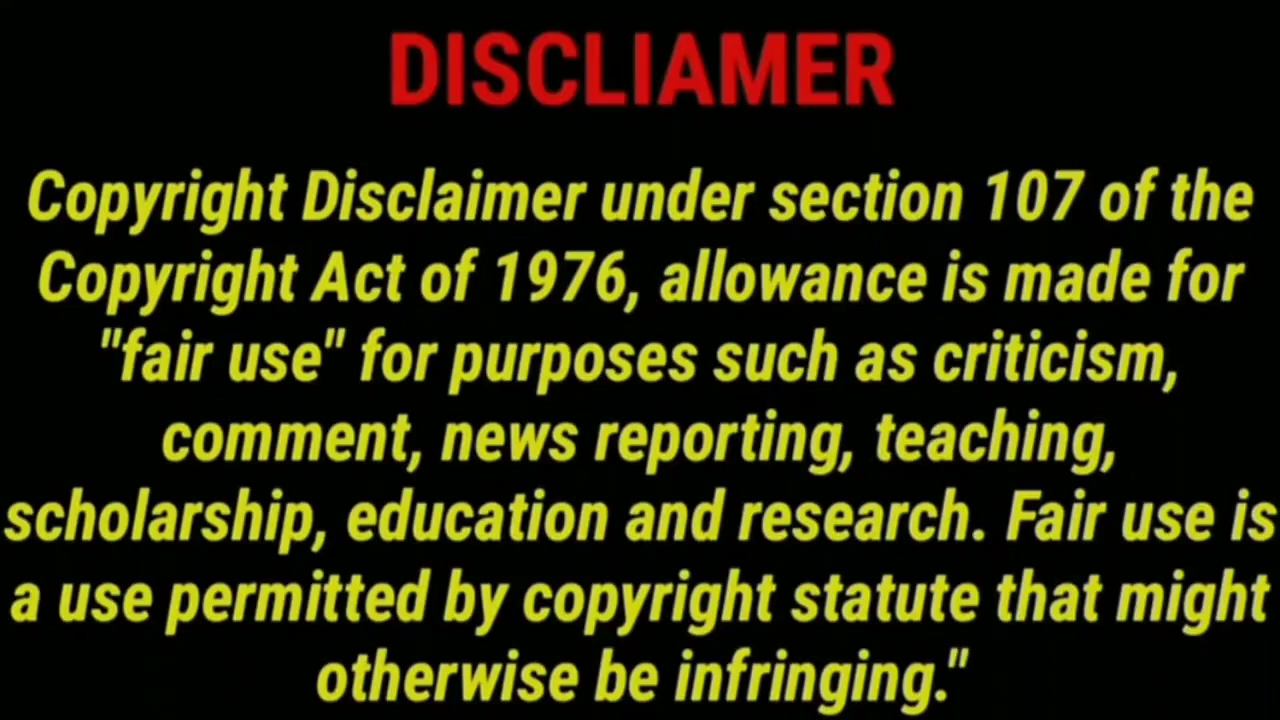 DISCLIAMER
Copyright Disclaimer under section 107 of the
Copyright Act of 1976, allowance is made for
"fair use" for purposes such as criticism,
comment, news reporting, teaching,
scholarship, education and research. Fair use is
a use permitted by copyright statute that might
otherwise be infringing."